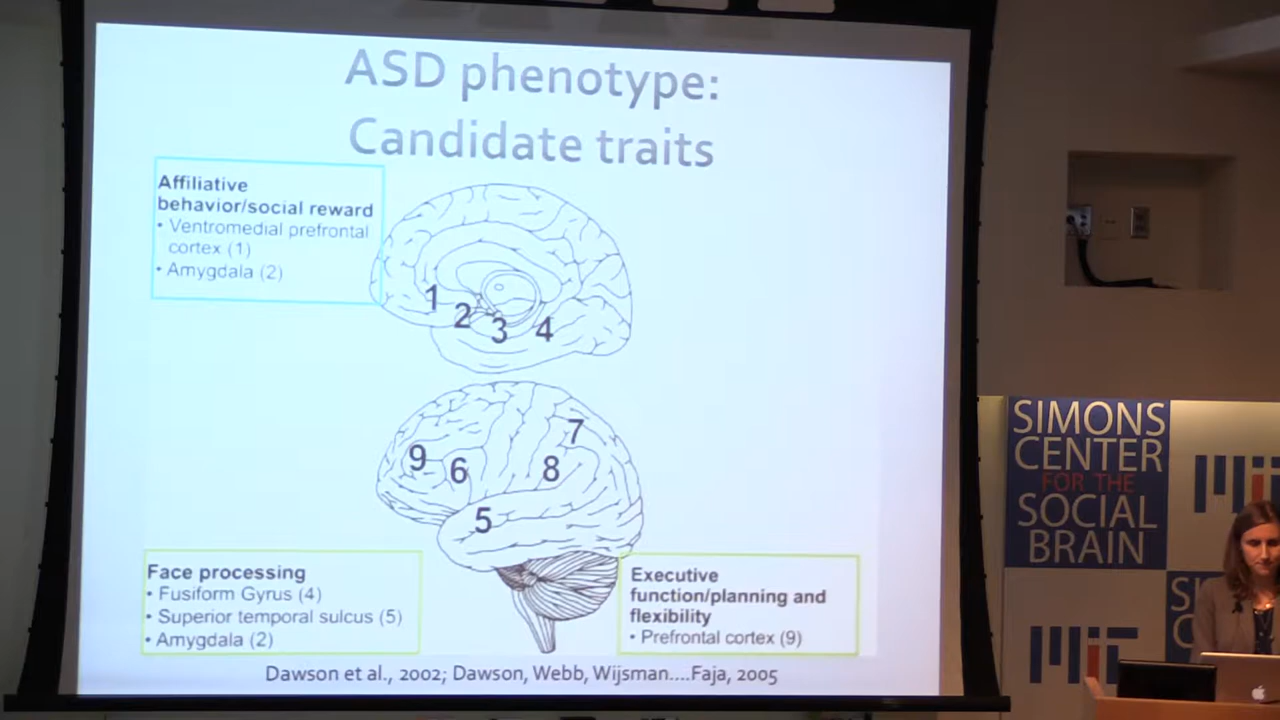 ASD phenotype:
Candidate traits
Affiliative
behavior/social reward
• Ventromedial prefrontal
cortex (1)
• Amygdala (2)
1
2
3
4
7
9
6
8
5
Face processing
• Fusiform Gyrus (4)
• Superior temporal sulcus (5)
• Amygdala (2)
Executive
function/planning and
flexibility
• Prefrontal cortex (9)
Dawson et al., 2002; Dawson, Webb, Wijsman....Faja, 2005
SIMONS
CENTER
FOR THE
SOCIAL
BRAIN
MIT
MIT